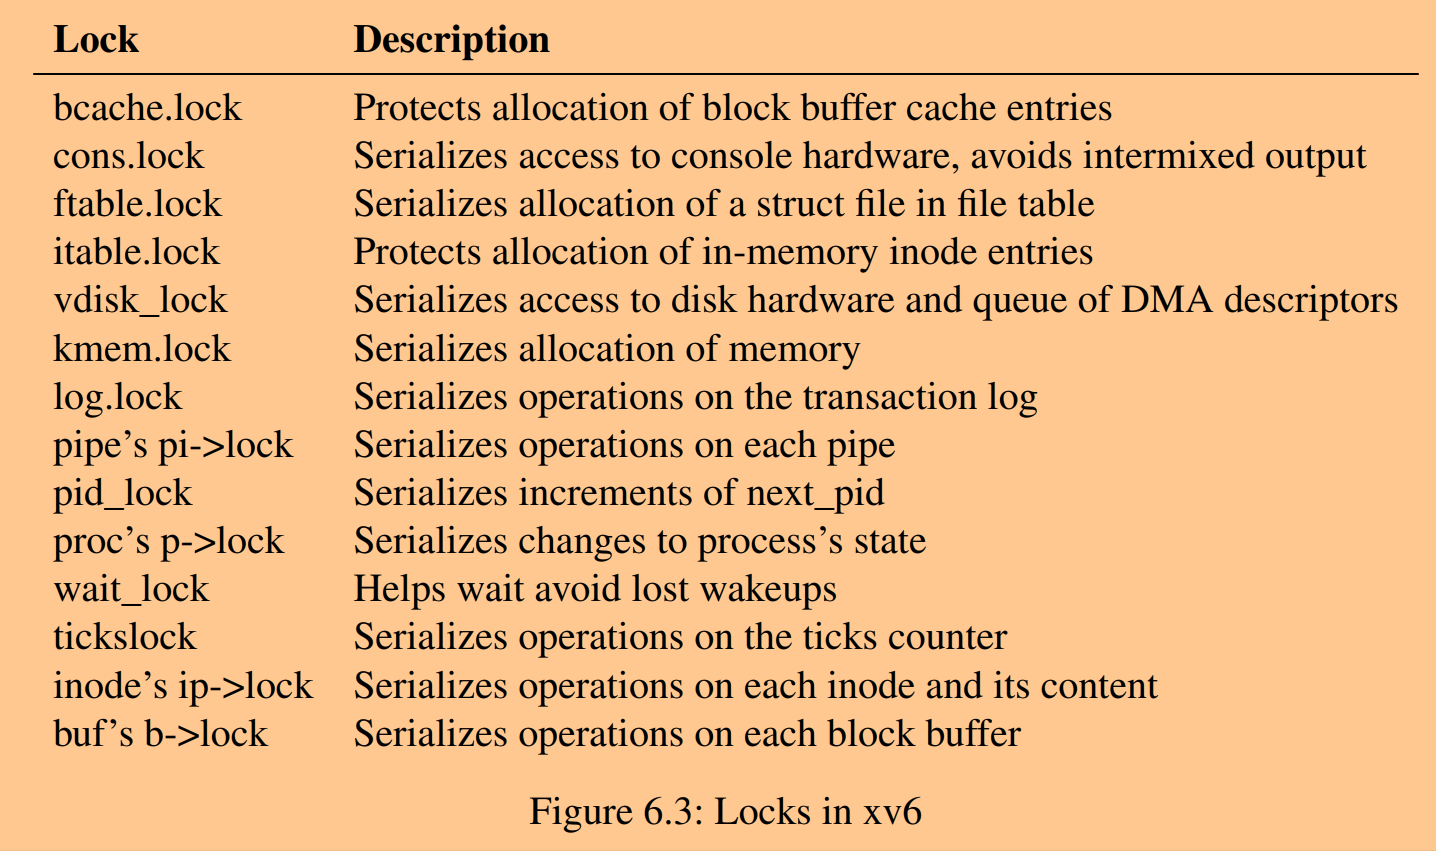 Lock Description
bcache.lock Protects allocation of block buffer cache entries
cons.lock Serializes access to console hardware, avoids intermixed output
ftable.lock Serializes allocation of a struct file in file table
itable.lock Protects allocation of in-memory inode entries
vdisk_lock Serializes access to disk hardware and queue of DMA descriptors
kmem.lock Serializes allocation of memory
log.lock Serializes operations on the transaction log
pipe’s pi->lock Serializes operations on each pipe
pid_lock Serializes increments of next_pid
proc’s p->lock Serializes changes to process’s state
wait_lock Helps wait avoid lost wakeups
tickslock Serializes operations on the ticks counter
inode’s ip->lock Serializes operations on each inode and its content
buf’s b->lock Serializes operations on each block buffer
Figure 6.3: Locks in xv6